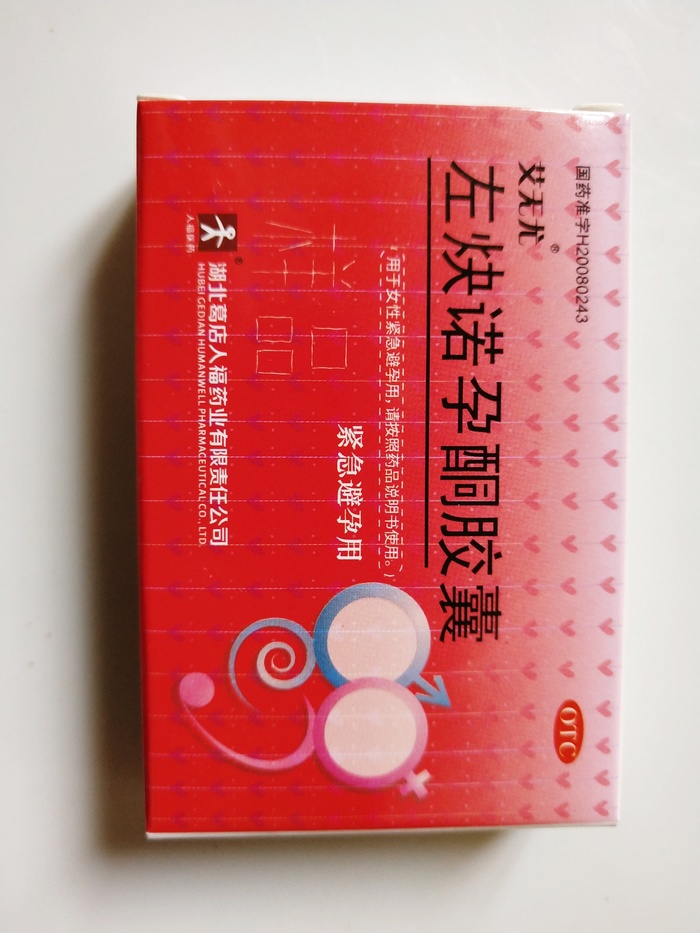 国药准字H20080243
艾无尤®
左炔诺孕酮胶囊
OTC
(用于女性紧急避孕用,请按照药品说明书使用。)
紧急避孕用
®
人福医药
湖北葛店人福药业有限责任公司
HUBEI GEDIAN HUMANWELL PHARMACEUTICAL CO., LTD.